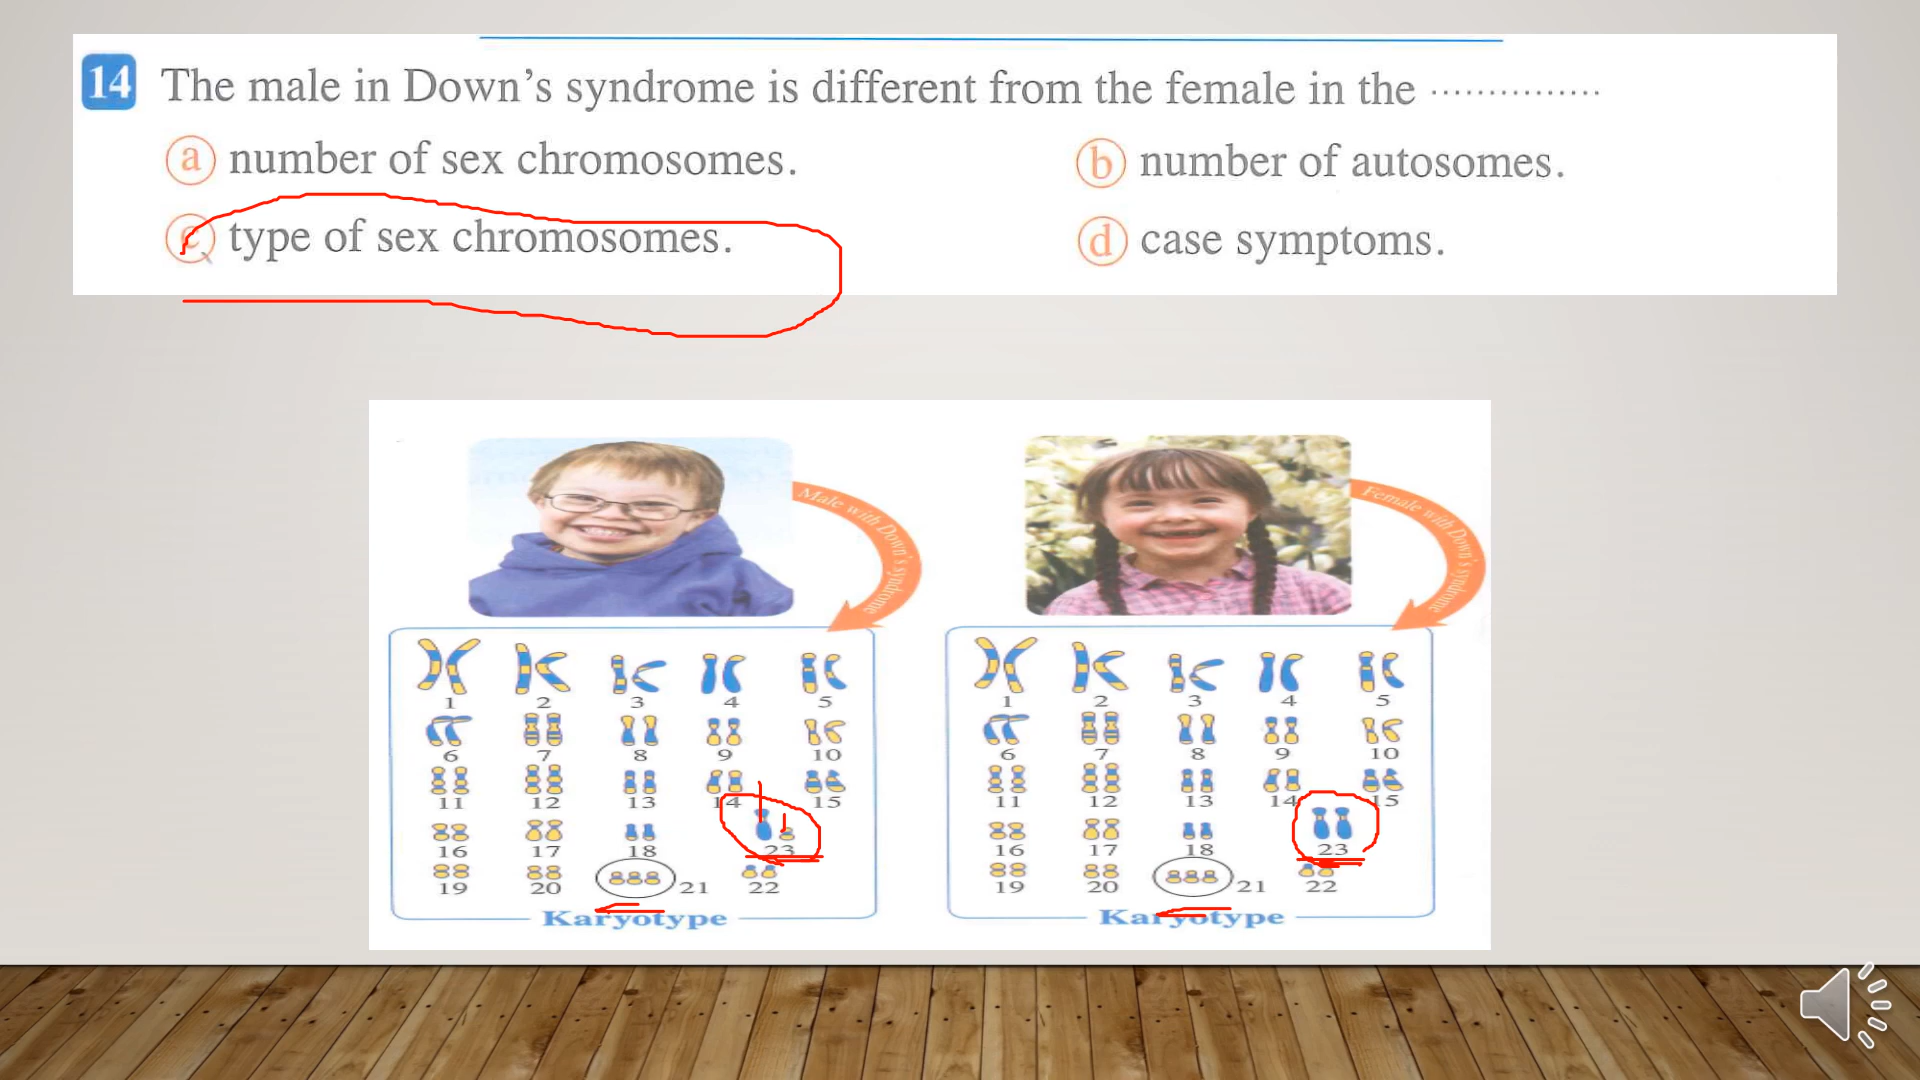 14 The male in Down's syndrome is different from the female in the ...............
a number of sex chromosomes.
b number of autosomes.
c type of sex chromosomes.
d case symptoms.
Male with Down's syndrome
Female with Down's syndrome
1 2 3 4 5
6 7 8 9 10
11 12 13 14 15
16 17 18 23
19 20 21 22
Karyotype
1 2 3 4 5
6 7 8 9 10
11 12 13 14 15
16 17 18 23
19 20 21 22
Karyotype